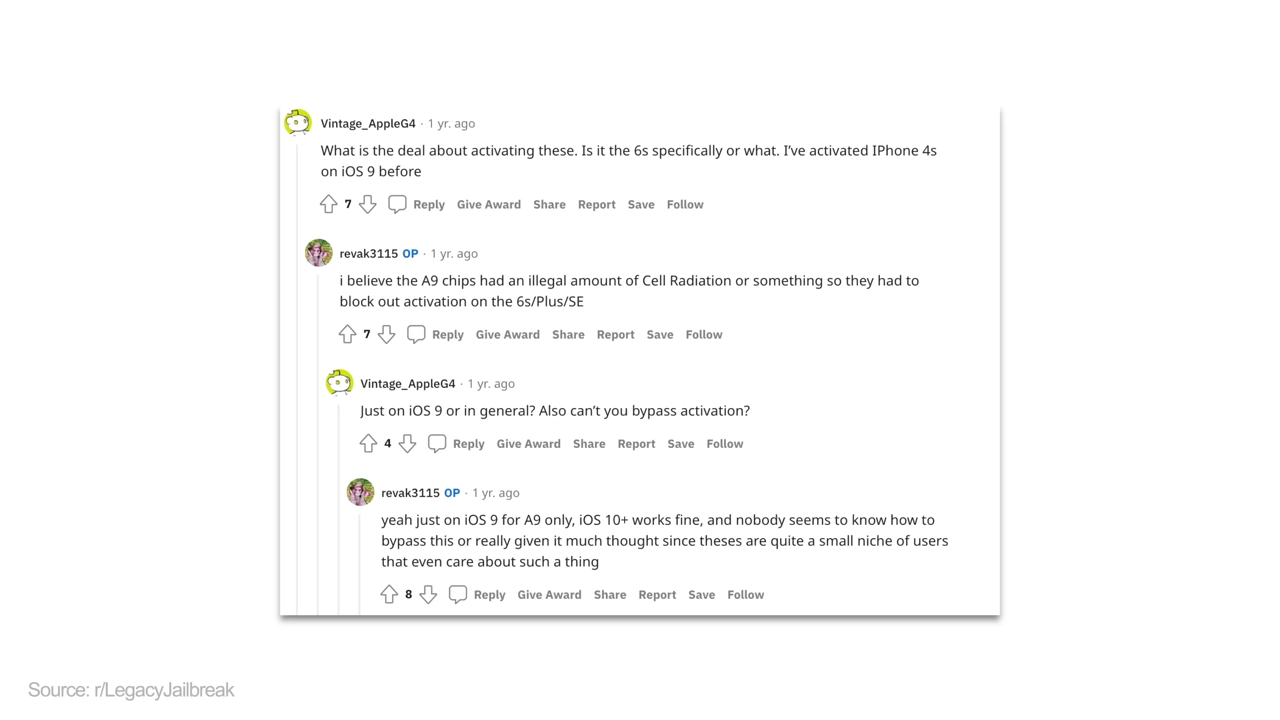 Vintage_AppleG4 · 1 yr. ago
What is the deal about activating these. Is it the 6s specifically or what. I’ve activated IPhone 4s
on iOS 9 before
7 Reply Give Award Share Report Save Follow
revak3115 OP · 1 yr. ago
i believe the A9 chips had an illegal amount of Cell Radiation or something so they had to
block out activation on the 6s/Plus/SE
7 Reply Give Award Share Report Save Follow
Vintage_AppleG4 · 1 yr. ago
Just on iOS 9 or in general? Also can’t you bypass activation?
4 Reply Give Award Share Report Save Follow
revak3115 OP · 1 yr. ago
yeah just on iOS 9 for A9 only, iOS 10+ works fine, and nobody seems to know how to
bypass this or really given it much thought since theses are quite a small niche of users
that even care about such a thing
8 Reply Give Award Share Report Save Follow
Source: r/LegacyJailbreak